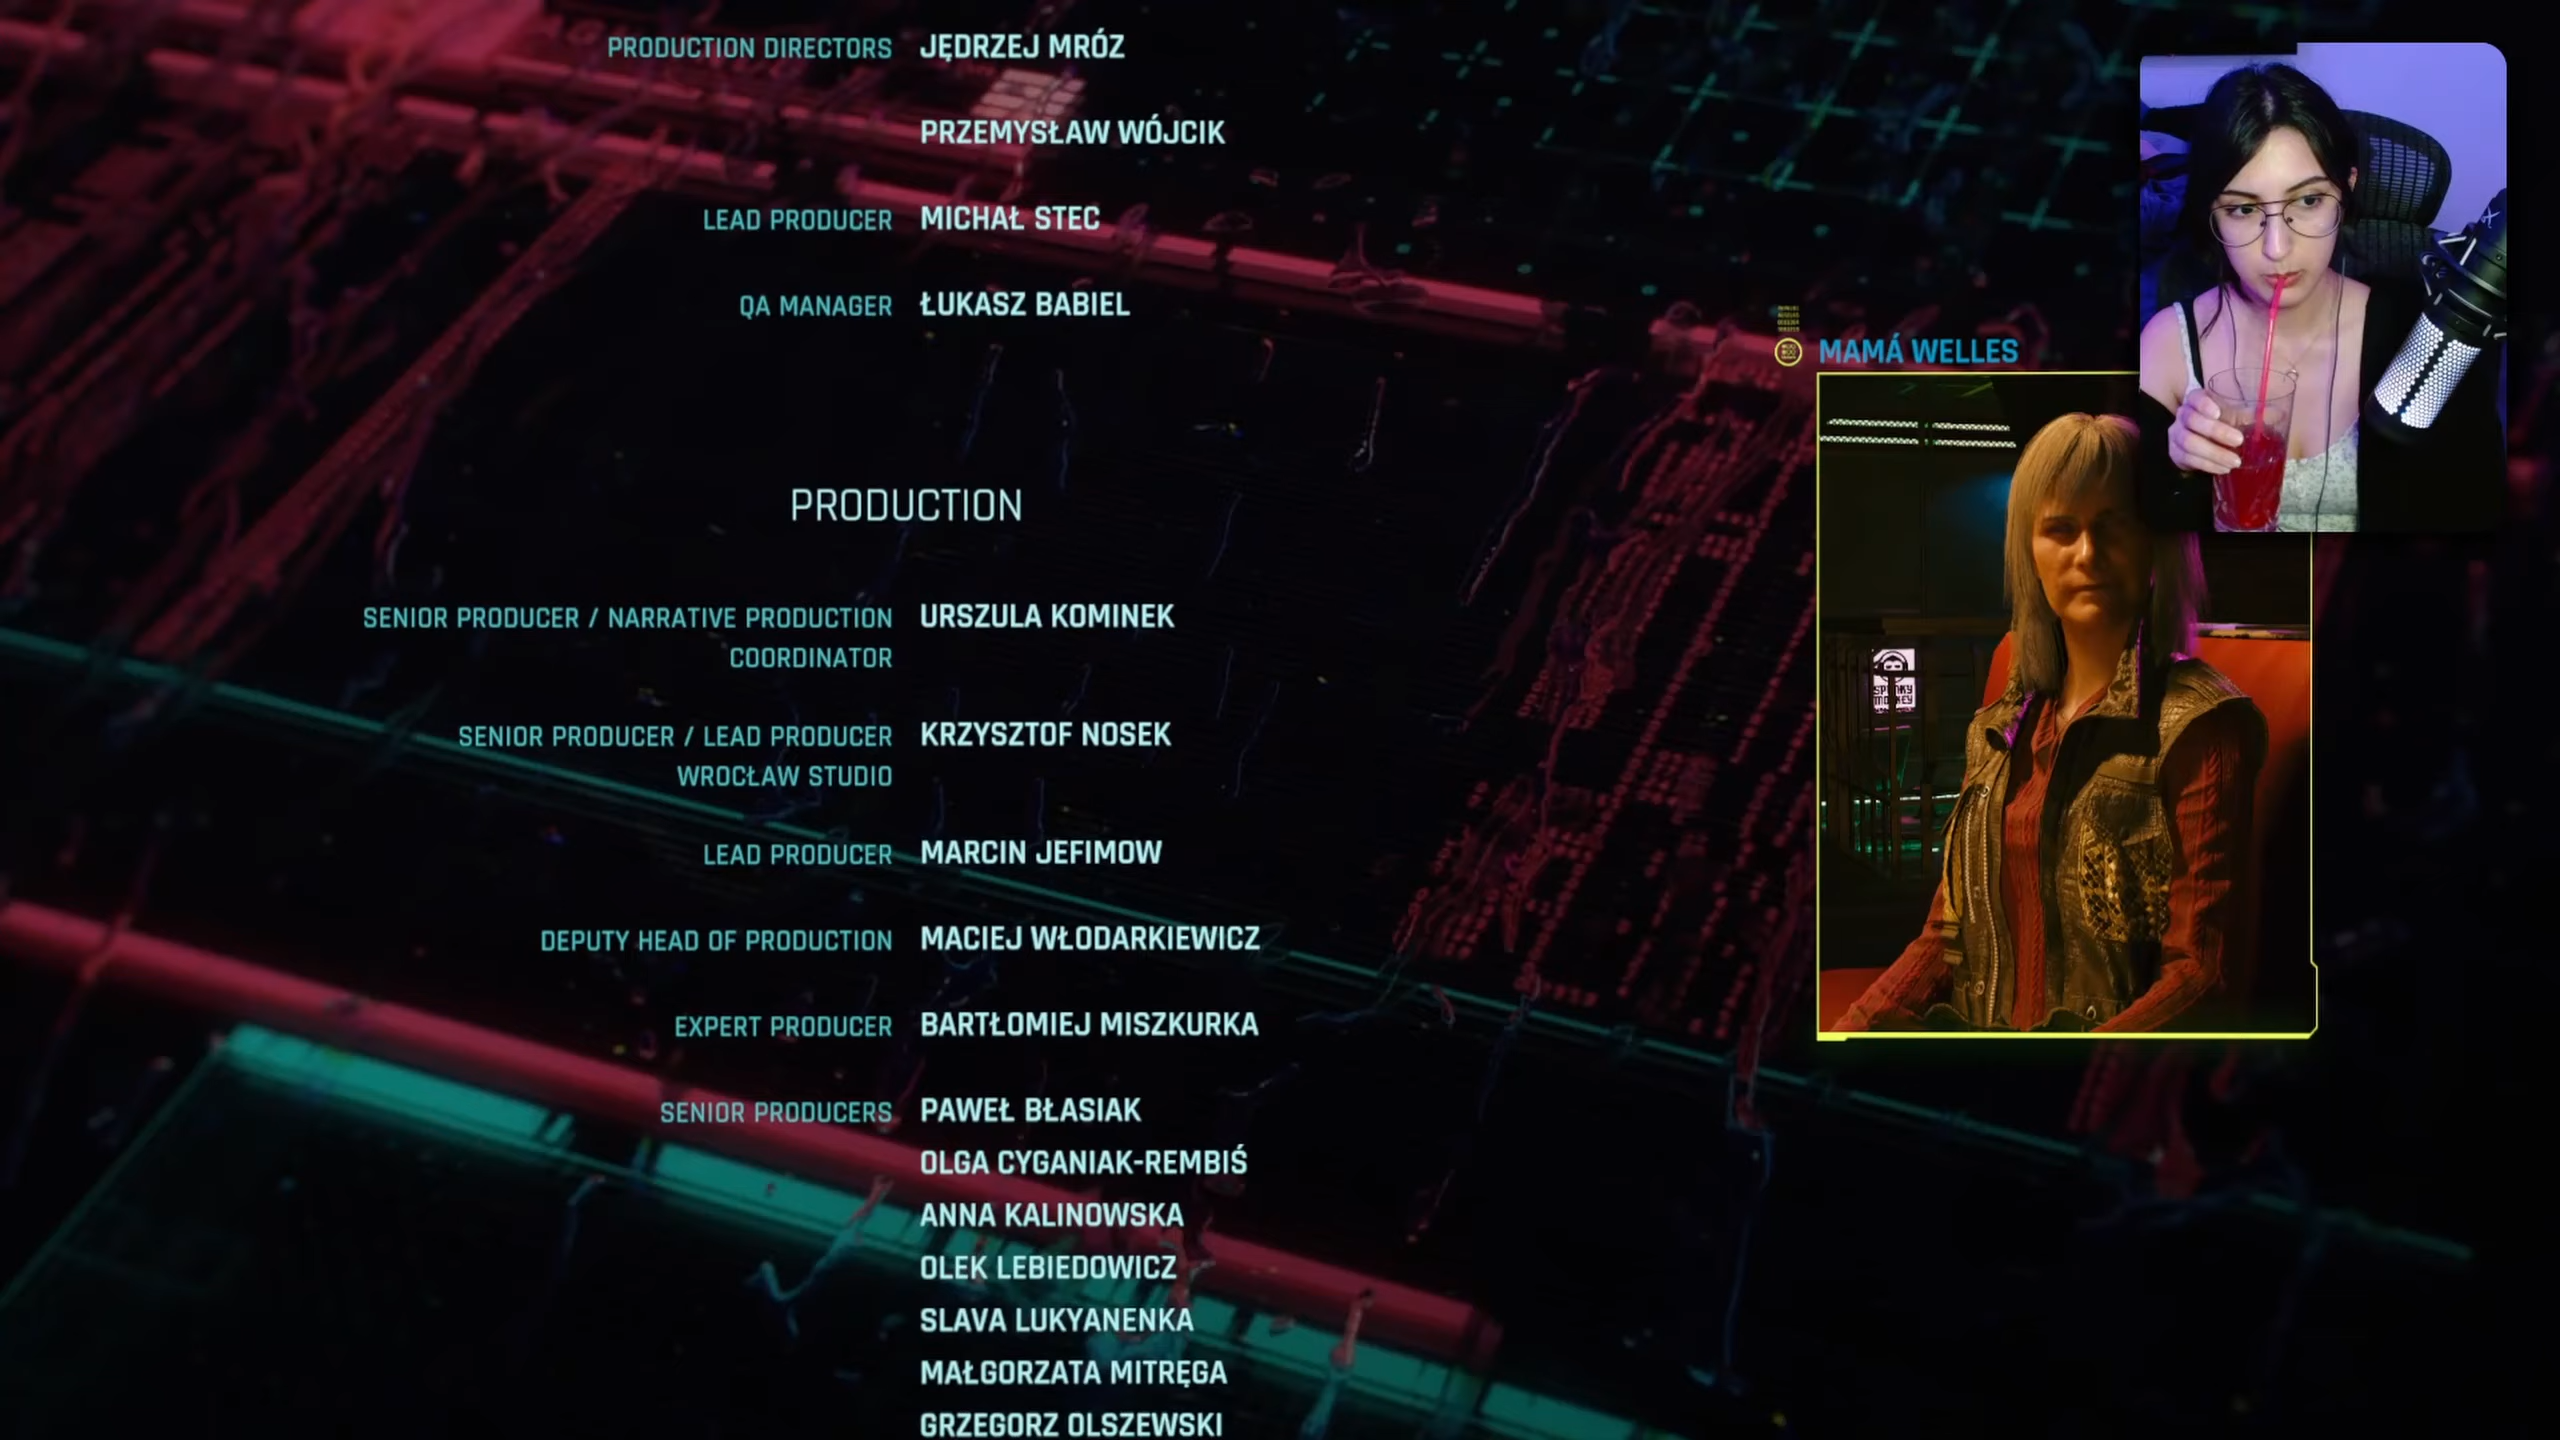 PRODUCTION DIRECTORS JĘDRZEJ MRÓZ
PRZEMYSŁAW WÓJCIK
LEAD PRODUCER MICHAŁ STEC
QA MANAGER ŁUKASZ BABIEL
MAMÁ WELLES
PRODUCTION
SENIOR PRODUCER / NARRATIVE PRODUCTION URSZULA KOMINEK
COORDINATOR
SENIOR PRODUCER / LEAD PRODUCER KRZYSZTOF NOSEK
WROCŁAW STUDIO
LEAD PRODUCER MARCIN JEFIMOW
DEPUTY HEAD OF PRODUCTION MACIEJ WŁODARKIEWICZ
EXPERT PRODUCER BARTŁOMIEJ MISZKURKA
SENIOR PRODUCERS PAWEŁ BŁASIAK
OLGA CYGANIAK-REMBIŚ
ANNA KALINOWSKA
OLEK LEBIEDOWICZ
SLAVA LUKYANENKA
MAŁGORZATA MITRĘGA
GRZEGORZ OLSZEWSKI